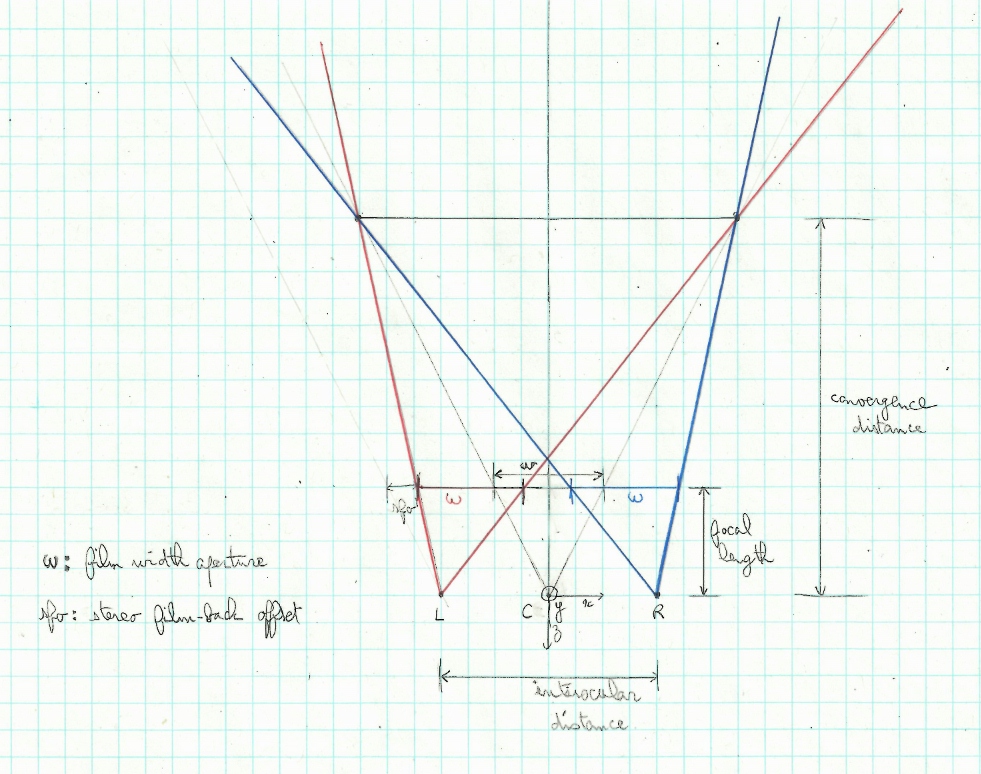 convergence
distance
w
sfo
w
w
focal
length
w: film width aperture
sfo: stereo film-back offset
L
C
y
x
z
R
interocular
distance